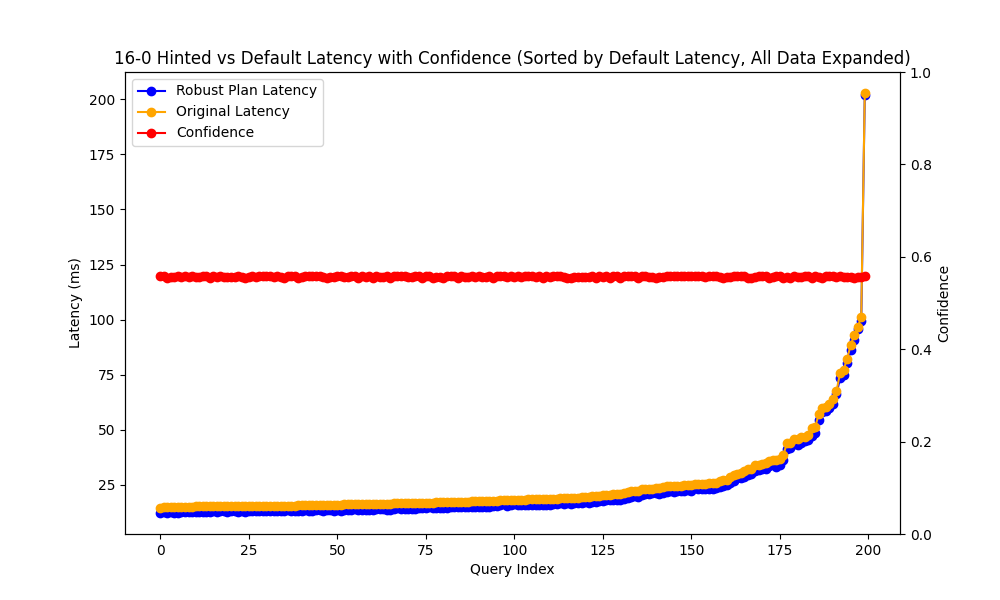 16-0 Hinted vs Default Latency with Confidence (Sorted by Default Latency, All Data Expanded)
Robust Plan Latency
Original Latency
Confidence
Latency (ms)
200
175
150
125
100
75
50
25
1.0
0.8
0.6
0.4
0.2
0.0
Confidence
0 25 50 75 100 125 150 175 200
Query Index